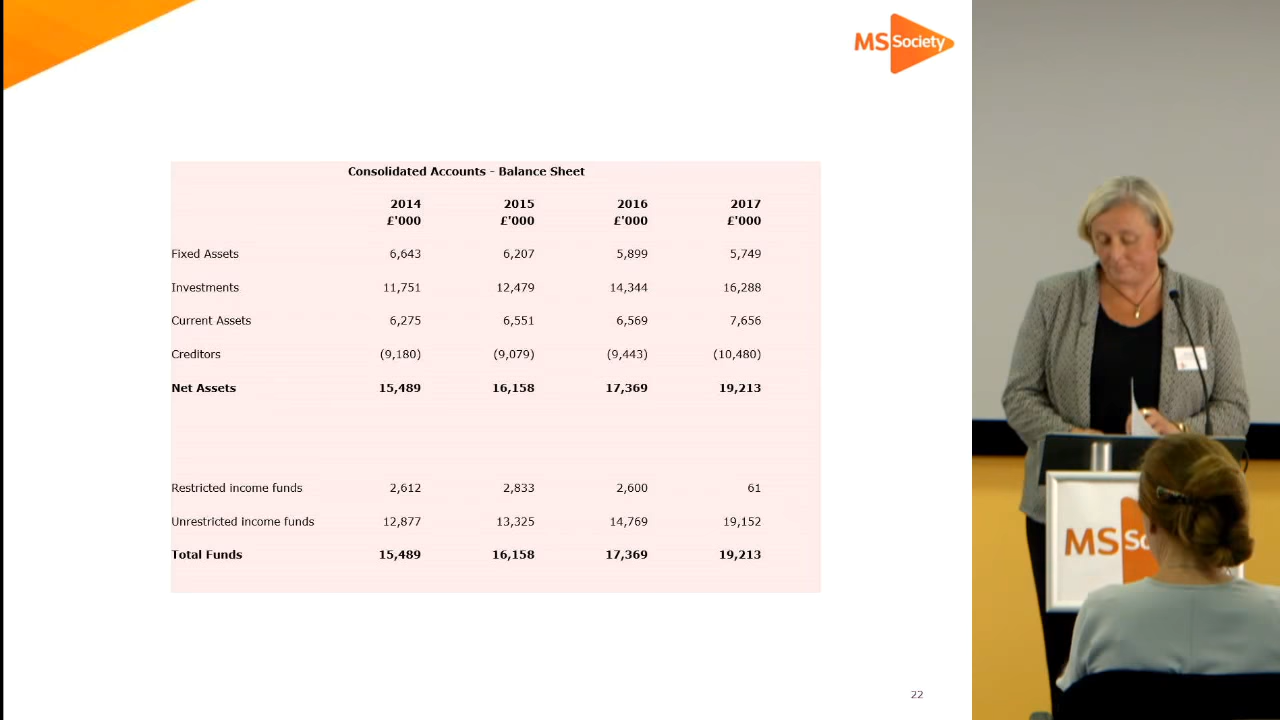 MS Society
Consolidated Accounts - Balance Sheet
2014 2015 2016 2017
£'000 £'000 £'000 £'000
Fixed Assets 6,643 6,207 5,899 5,749
Investments 11,751 12,479 14,344 16,288
Current Assets 6,275 6,551 6,569 7,656
Creditors (9,180) (9,079) (9,443) (10,480)
Net Assets 15,489 16,158 17,369 19,213
Restricted income funds 2,612 2,833 2,600 61
Unrestricted income funds 12,877 13,325 14,769 19,152
Total Funds 15,489 16,158 17,369 19,213
22
MS